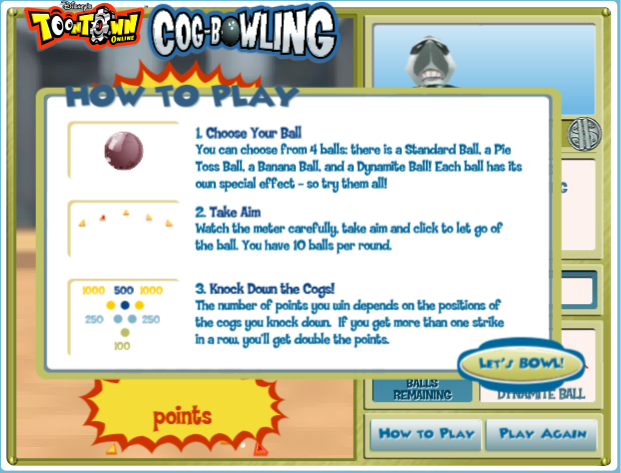 Disney's
TOONTOWN
ONLINE
COG-BOWLING
HOW TO PLAY
1. Choose Your Ball
You can choose from 4 balls: there is a Standard Ball, a Pie
Toss Ball, a Banana Ball, and a Dynamite Ball! Each ball has its
own special effect - so try them all!
2. Take Aim
Watch the meter carefully, take aim and click to let go of
the ball. You have 10 balls per round.
1000 500 1000
250 250
100
3. Knock Down the Cogs!
The number of points you win depends on the positions of
the cogs you knock down. If you get more than one strike
in a row, you'll get double the points.
LET'S BOWL!
BALLS
REMAINING
DYNAMITE BALL
points
HOW TO PLAY
PLAY AGAIN